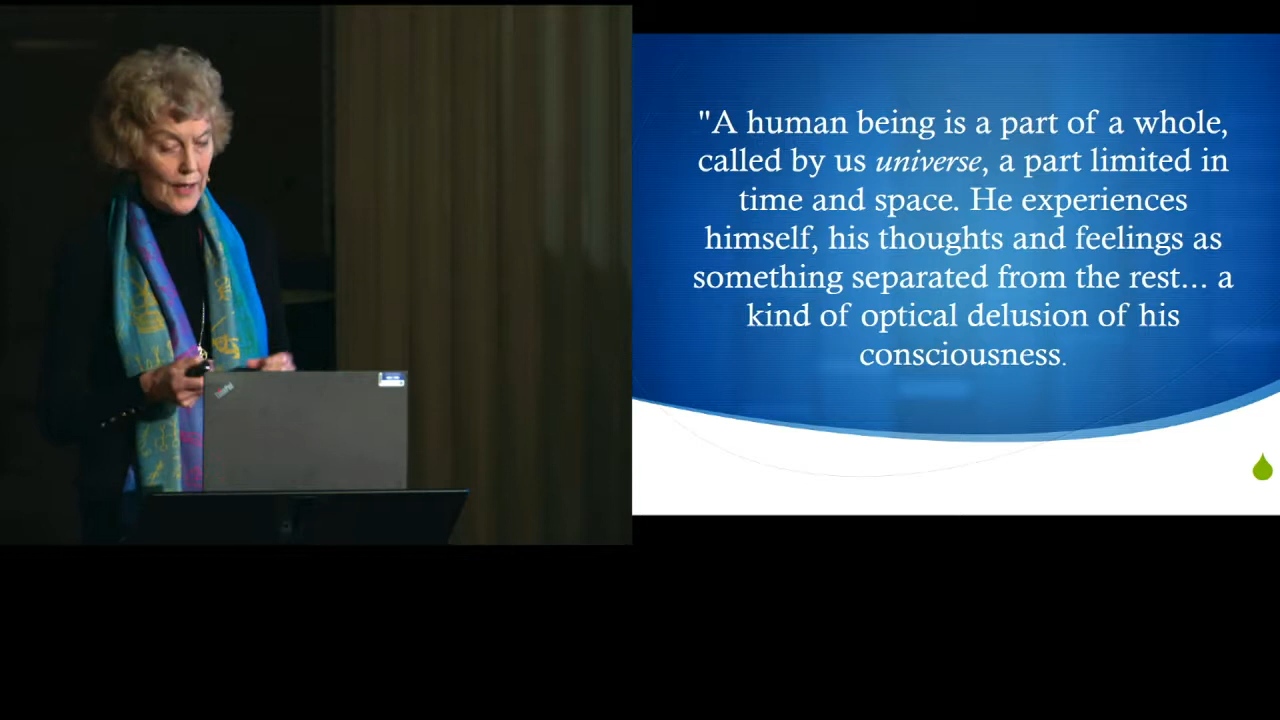 "A human being is a part of a whole,
called by us universe, a part limited in
time and space. He experiences
himself, his thoughts and feelings as
something separated from the rest... a
kind of optical delusion of his
consciousness.
ThinkPad